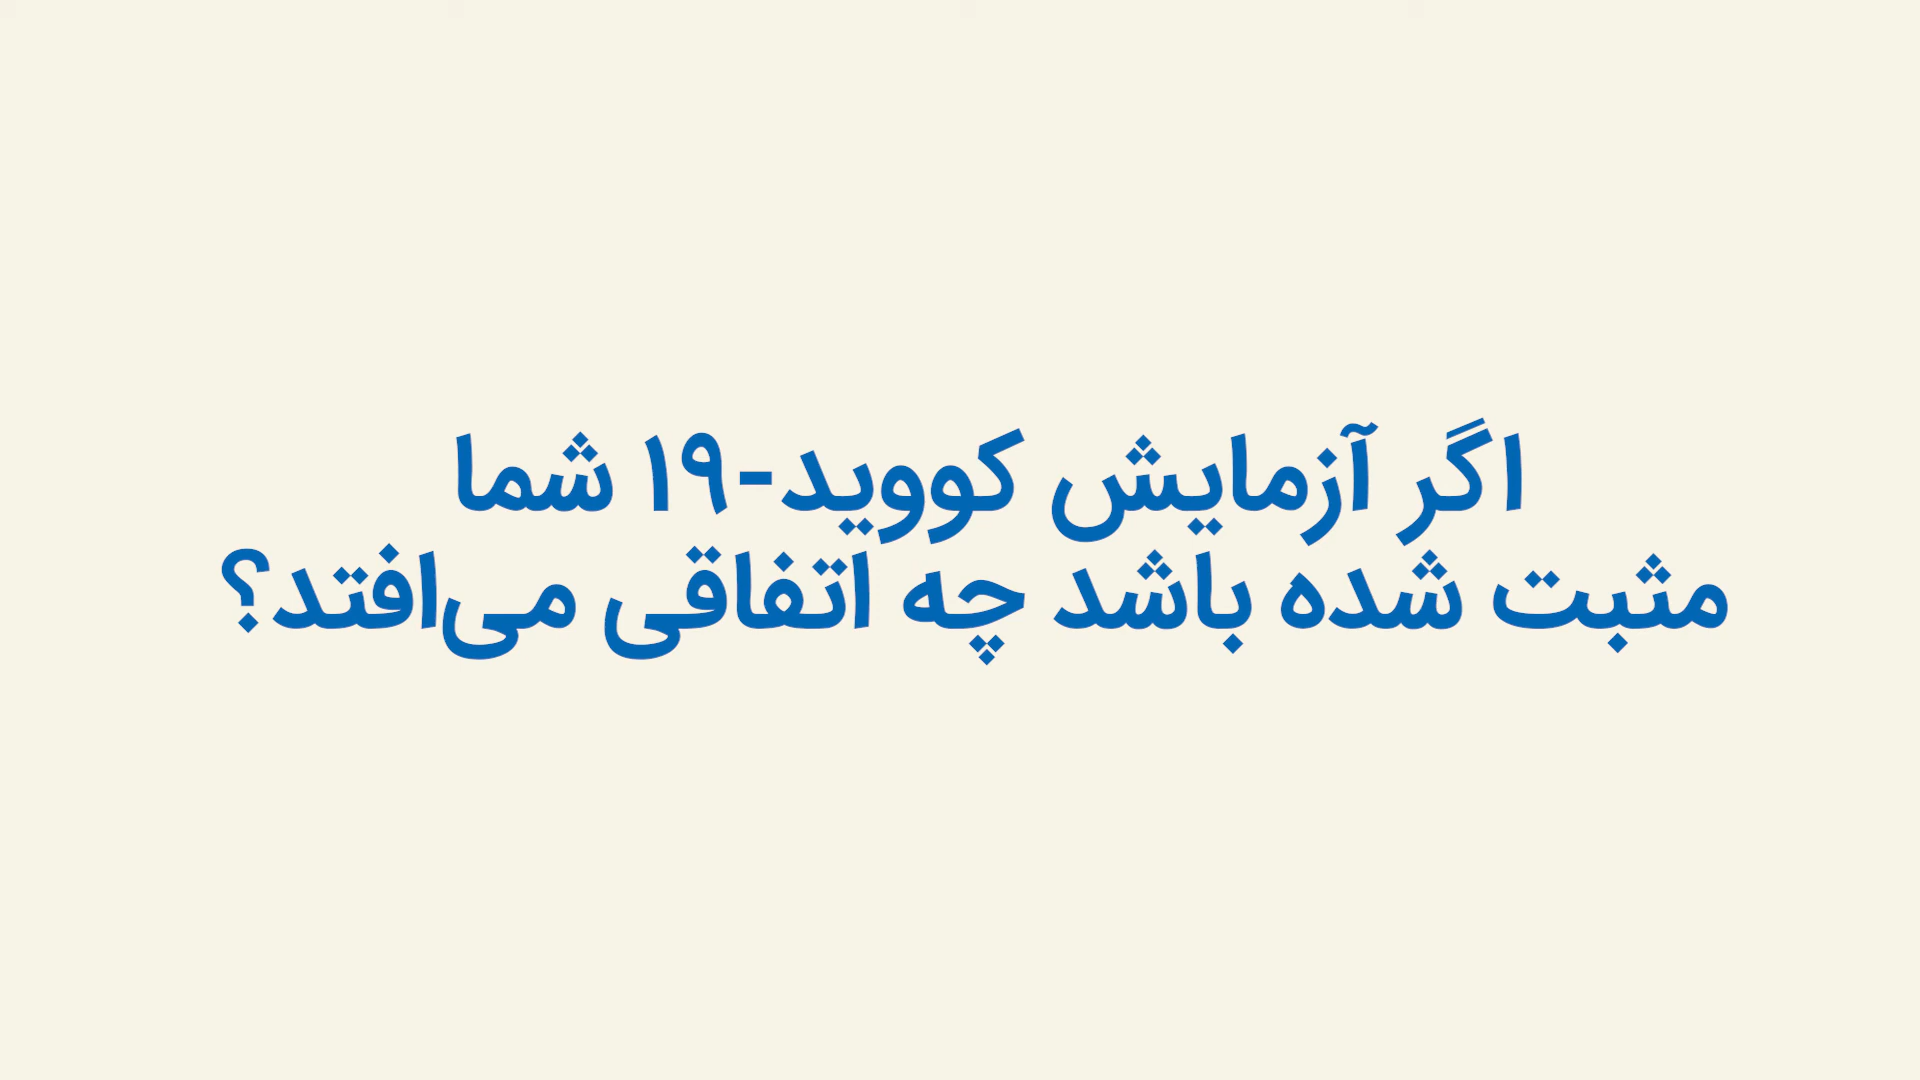 اگر آزمایش کووید-۱۹ شما
مثبت شده باشد چه اتفاقی می‌افتد؟